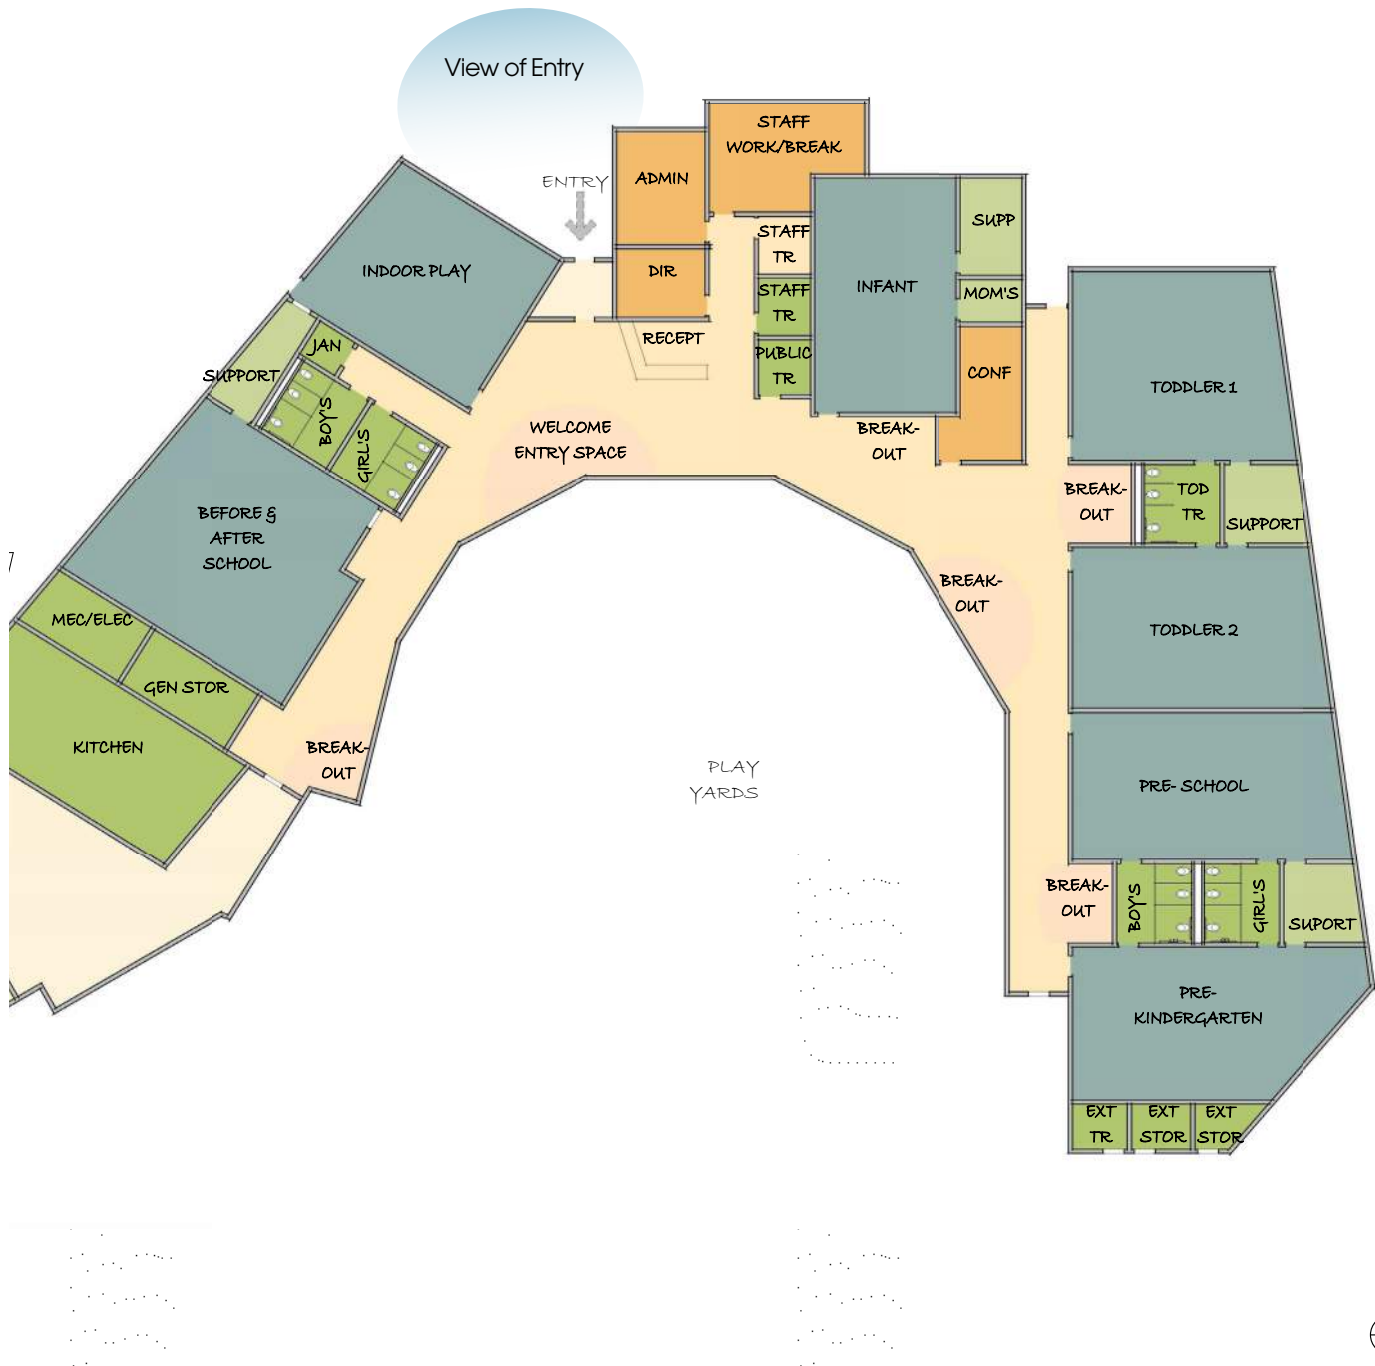 View of Entry
STAFF
WORK/BREAK
ADMIN
ENTRY
SUPP
STAFF
TR
INDOOR PLAY
DIR
INFANT
STAFF
TR
MOM'S
RECEPT
JAN
PUBLIC
TR
SUPPORT
CONF
TODDLER 1
BOY'S
GIRL'S
WELCOME
ENTRY SPACE
BREAK-
OUT
BREAK-
OUT
TOD
TR
SUPPORT
BEFORE &
AFTER
SCHOOL
BREAK-
OUT
MEC/ELEC
TODDLER 2
GEN STOR
KITCHEN
BREAK-
OUT
PLAY
YARDS
PRE- SCHOOL
BREAK-
OUT
BOY'S
GIRL'S
SUPORT
PRE-
KINDERGARTEN
EXT
TR
EXT
STOR
EXT
STOR